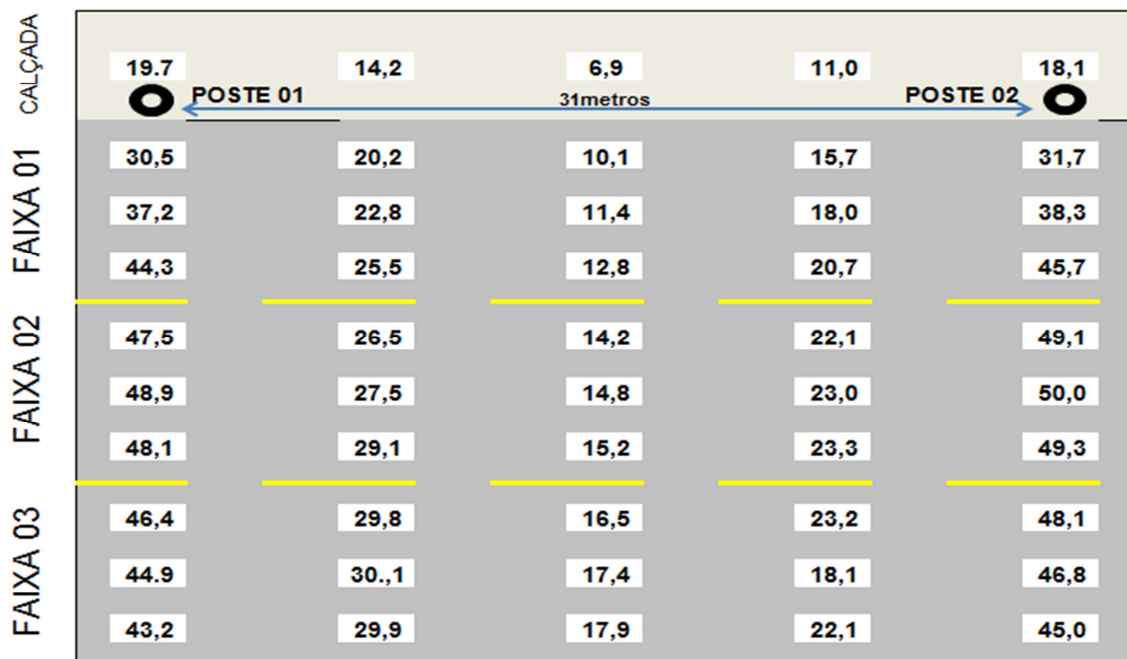 CALÇADA
19.7 14,2 6,9 11,0 18,1
POSTE 01 31metros POSTE 02
FAIXA 01
30,5 20,2 10,1 15,7 31,7
37,2 22,8 11,4 18,0 38,3
44,3 25,5 12,8 20,7 45,7
FAIXA 02
47,5 26,5 14,2 22,1 49,1
48,9 27,5 14,8 23,0 50,0
48,1 29,1 15,2 23,3 49,3
FAIXA 03
46,4 29,8 16,5 23,2 48,1
44.9 30.,1 17,4 18,1 46,8
43,2 29,9 17,9 22,1 45,0